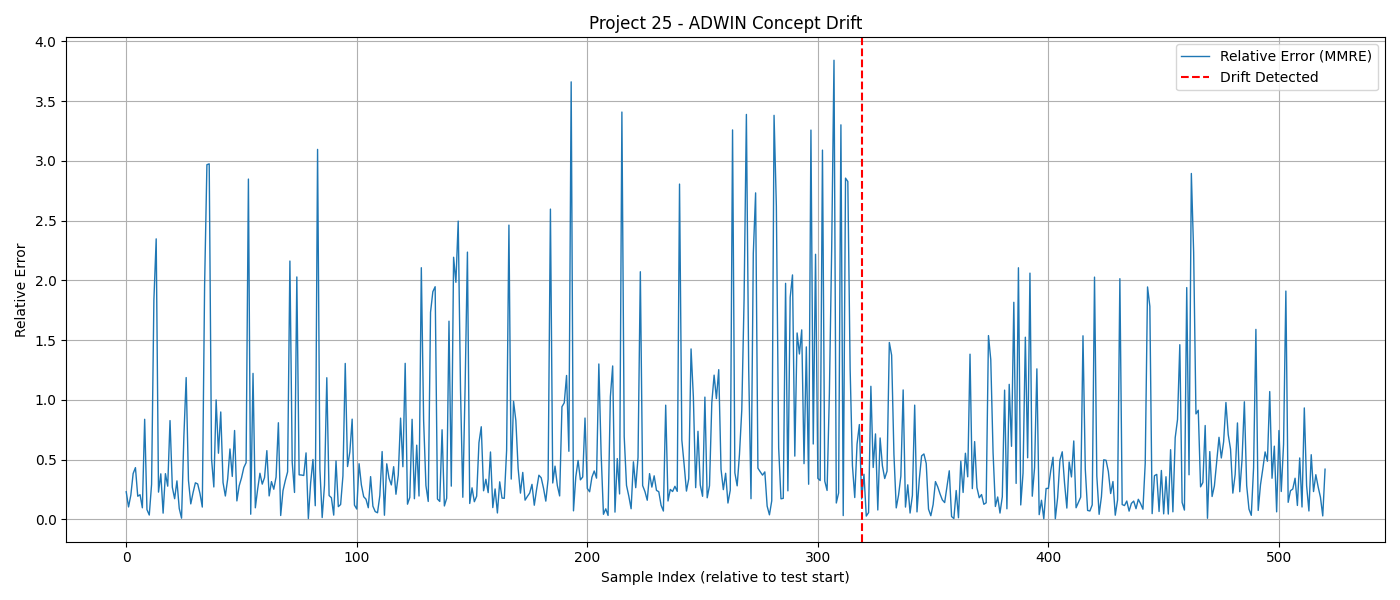 Project 25 - ADWIN Concept Drift
Relative Error (MMRE)
Drift Detected
Relative Error
4.0
3.5
3.0
2.5
2.0
1.5
1.0
0.5
0.0
0 100 200 300 400 500
Sample Index (relative to test start)